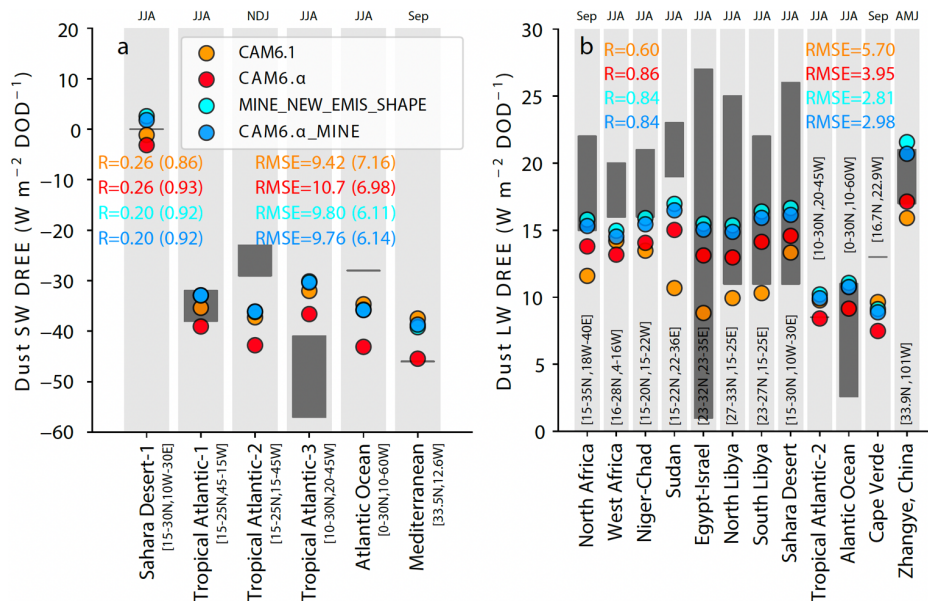 JJA JJA NDJ JJA JJA Sep
a
CAM6.1
CAM6.α
MINE_NEW_EMIS_SHAPE
CAM6.α_MINE
R=0.26 (0.86) RMSE=9.42 (7.16)
R=0.26 (0.93) RMSE=10.7 (6.98)
R=0.20 (0.92) RMSE=9.80 (6.11)
R=0.20 (0.92) RMSE=9.76 (6.14)
Dust SW DREE (W m⁻² DOD⁻¹)
20
10
0
−10
−20
−30
−40
−50
−60
Sahara Desert-1
[15-30N,10W-30E]
Tropical Atlantic-1
[15-25N,45-15W]
Tropical Atlantic-2
[15-25N,15-45W]
Tropical Atlantic-3
[10-30N,20-45W]
Atlantic Ocean
[0-30N,10-60W]
Mediterranean
[33.5N,12.6W]
Sep JJA JJA JJA JJA JJA JJA JJA JJA JJA Sep AMJ
b
R=0.60 RMSE=5.70
R=0.86 RMSE=3.95
R=0.84 RMSE=2.81
R=0.84 RMSE=2.98
Dust LW DREE (W m⁻² DOD⁻¹)
30
25
20
15
10
5
0
[15-35N,18W-40E]
[16-28N,4-16W]
[15-20N,15-22W]
[15-22N,22-36E]
[23-32N,23-35E]
[27-33N,15-25E]
[23-27N,15-25E]
[15-30N,10W-30E]
[10-30N,20-45W]
[0-30N,10-60W]
[16.7N,22.9W]
[33.9N,101W]
North Africa
West Africa
Niger-Chad
Sudan
Egypt-Israel
North Libya
South Libya
Sahara Desert
Tropical Atlantic-2
Alantic Ocean
Cape Verde
Zhangye, China